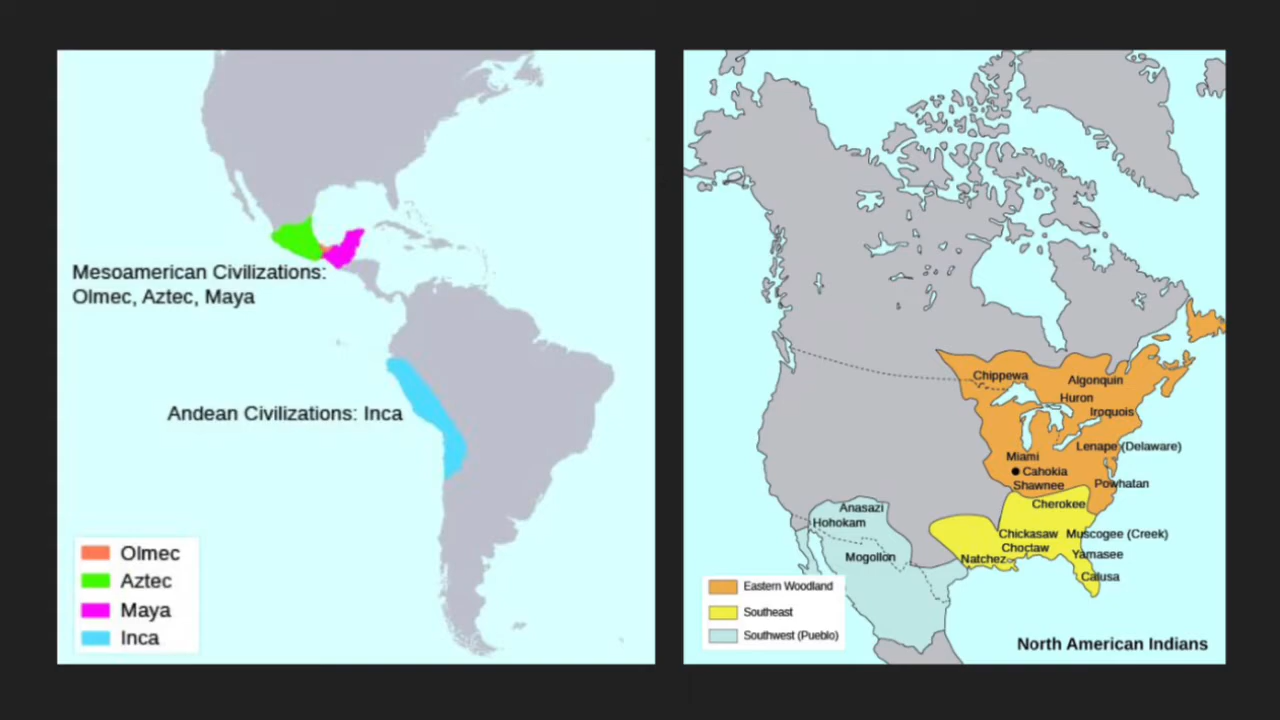 Mesoamerican Civilizations:
Olmec, Aztec, Maya
Andean Civilizations: Inca
Olmec
Aztec
Maya
Inca
Chippewa
Algonquin
Huron
Iroquois
Lenape (Delaware)
Miami
Cahokia
Shawnee
Powhatan
Cherokee
Anasazi
Hohokam
Chickasaw
Muscogee (Creek)
Choctaw
Yamasee
Mogollon
Natchez
Calusa
Eastern Woodland
Southeast
Southwest (Pueblo)
North American Indians